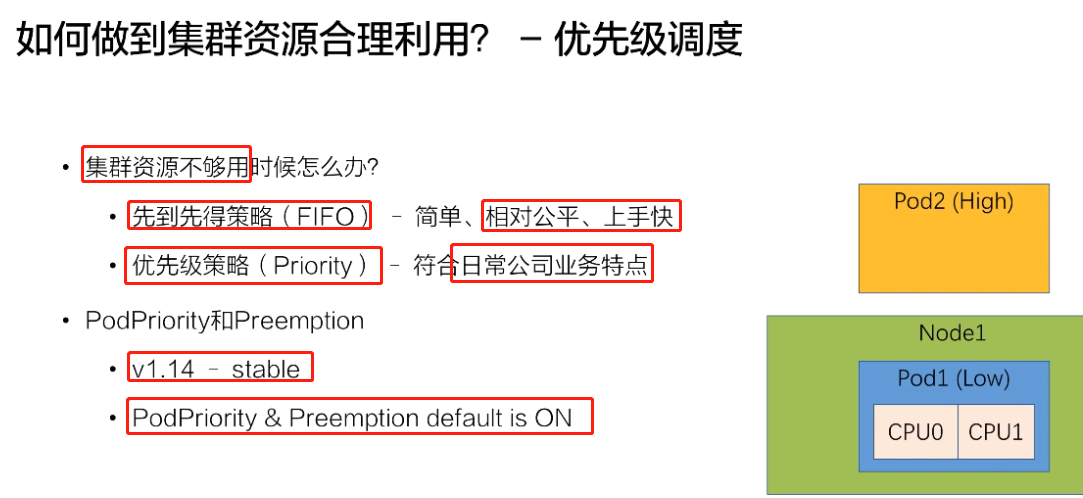 如何做到集群资源合理利用? - 优先级调度
• 集群资源不够用时候怎么办?
• 先到先得策略(FIFO) - 简单、相对公平、上手快
• 优先级策略(Priority) - 符合日常公司业务特点
• PodPriority和Preemption
• v1.14 - stable
• PodPriority & Preemption default is ON
Pod2 (High)
Node1
Pod1 (Low)
CPU0 CPU1